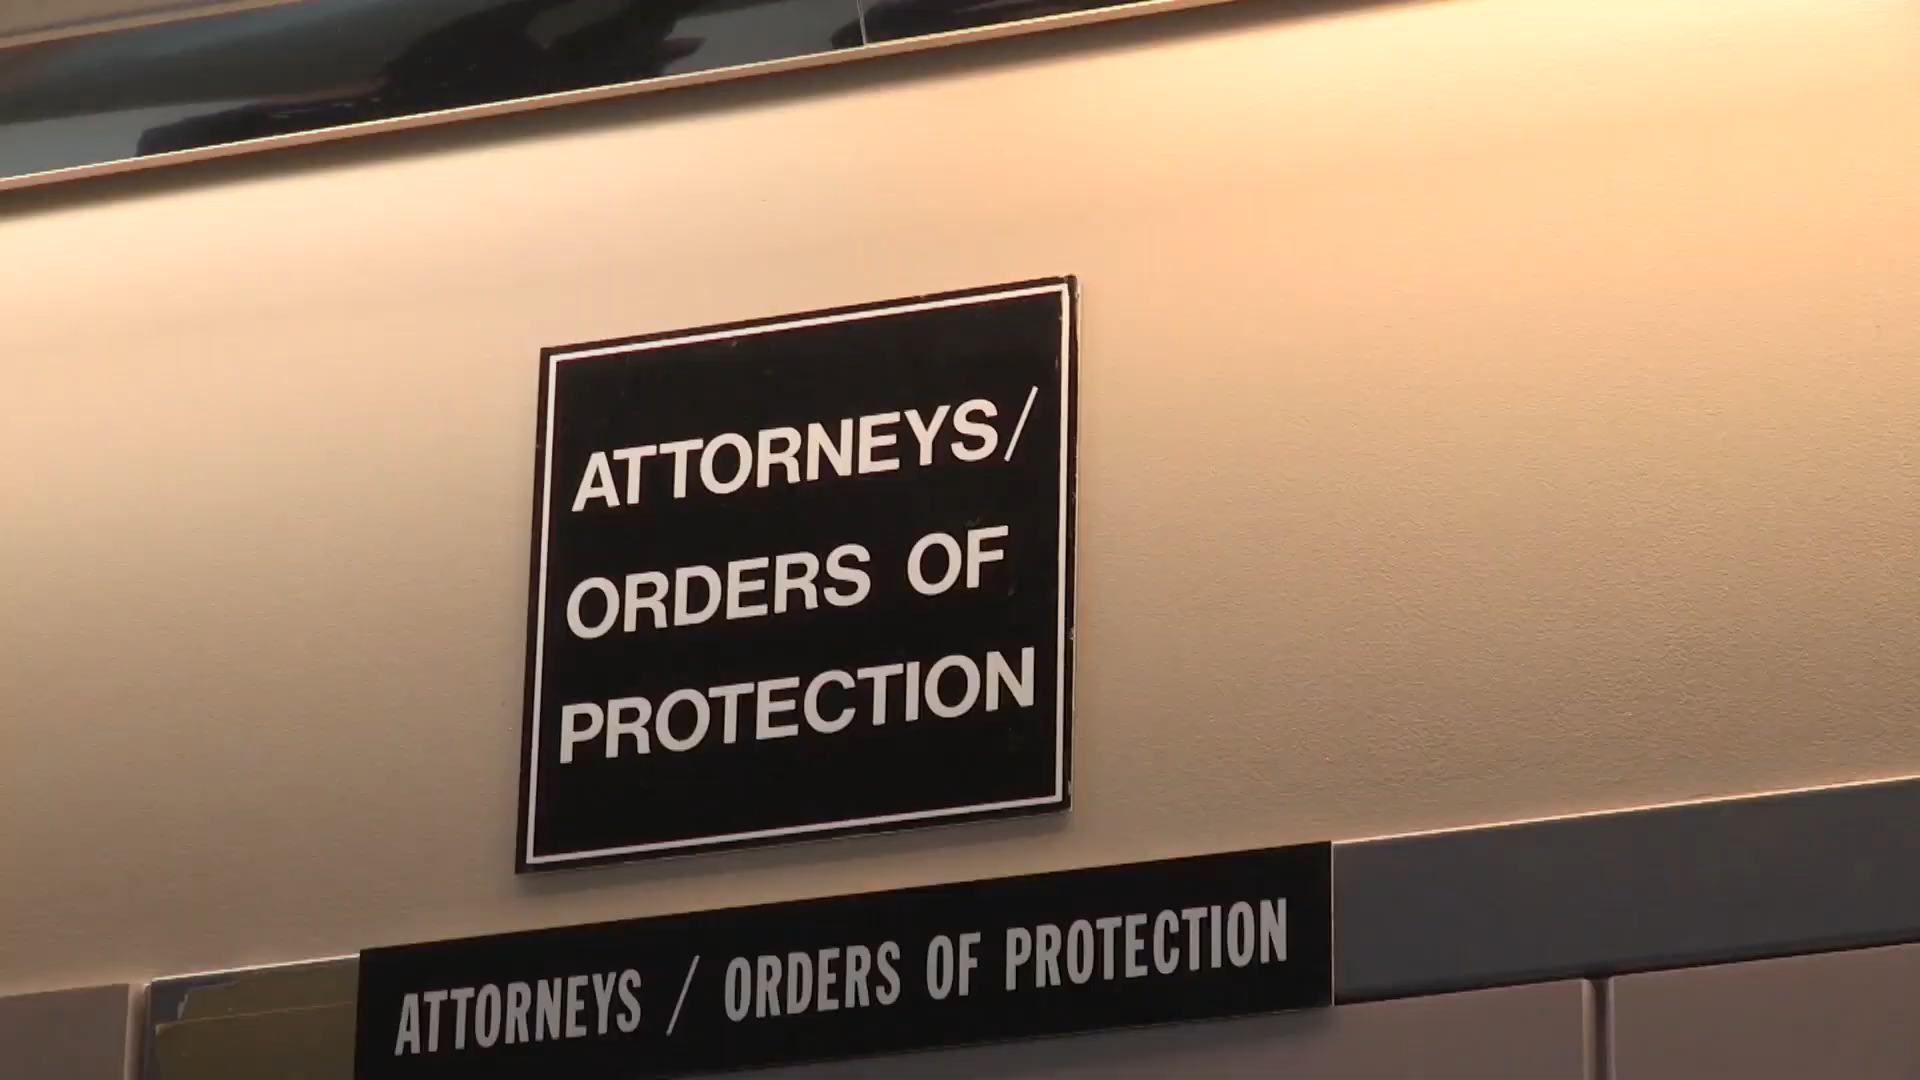 ATTORNEYS/
ORDERS OF
PROTECTION
ATTORNEYS / ORDERS OF PROTECTION